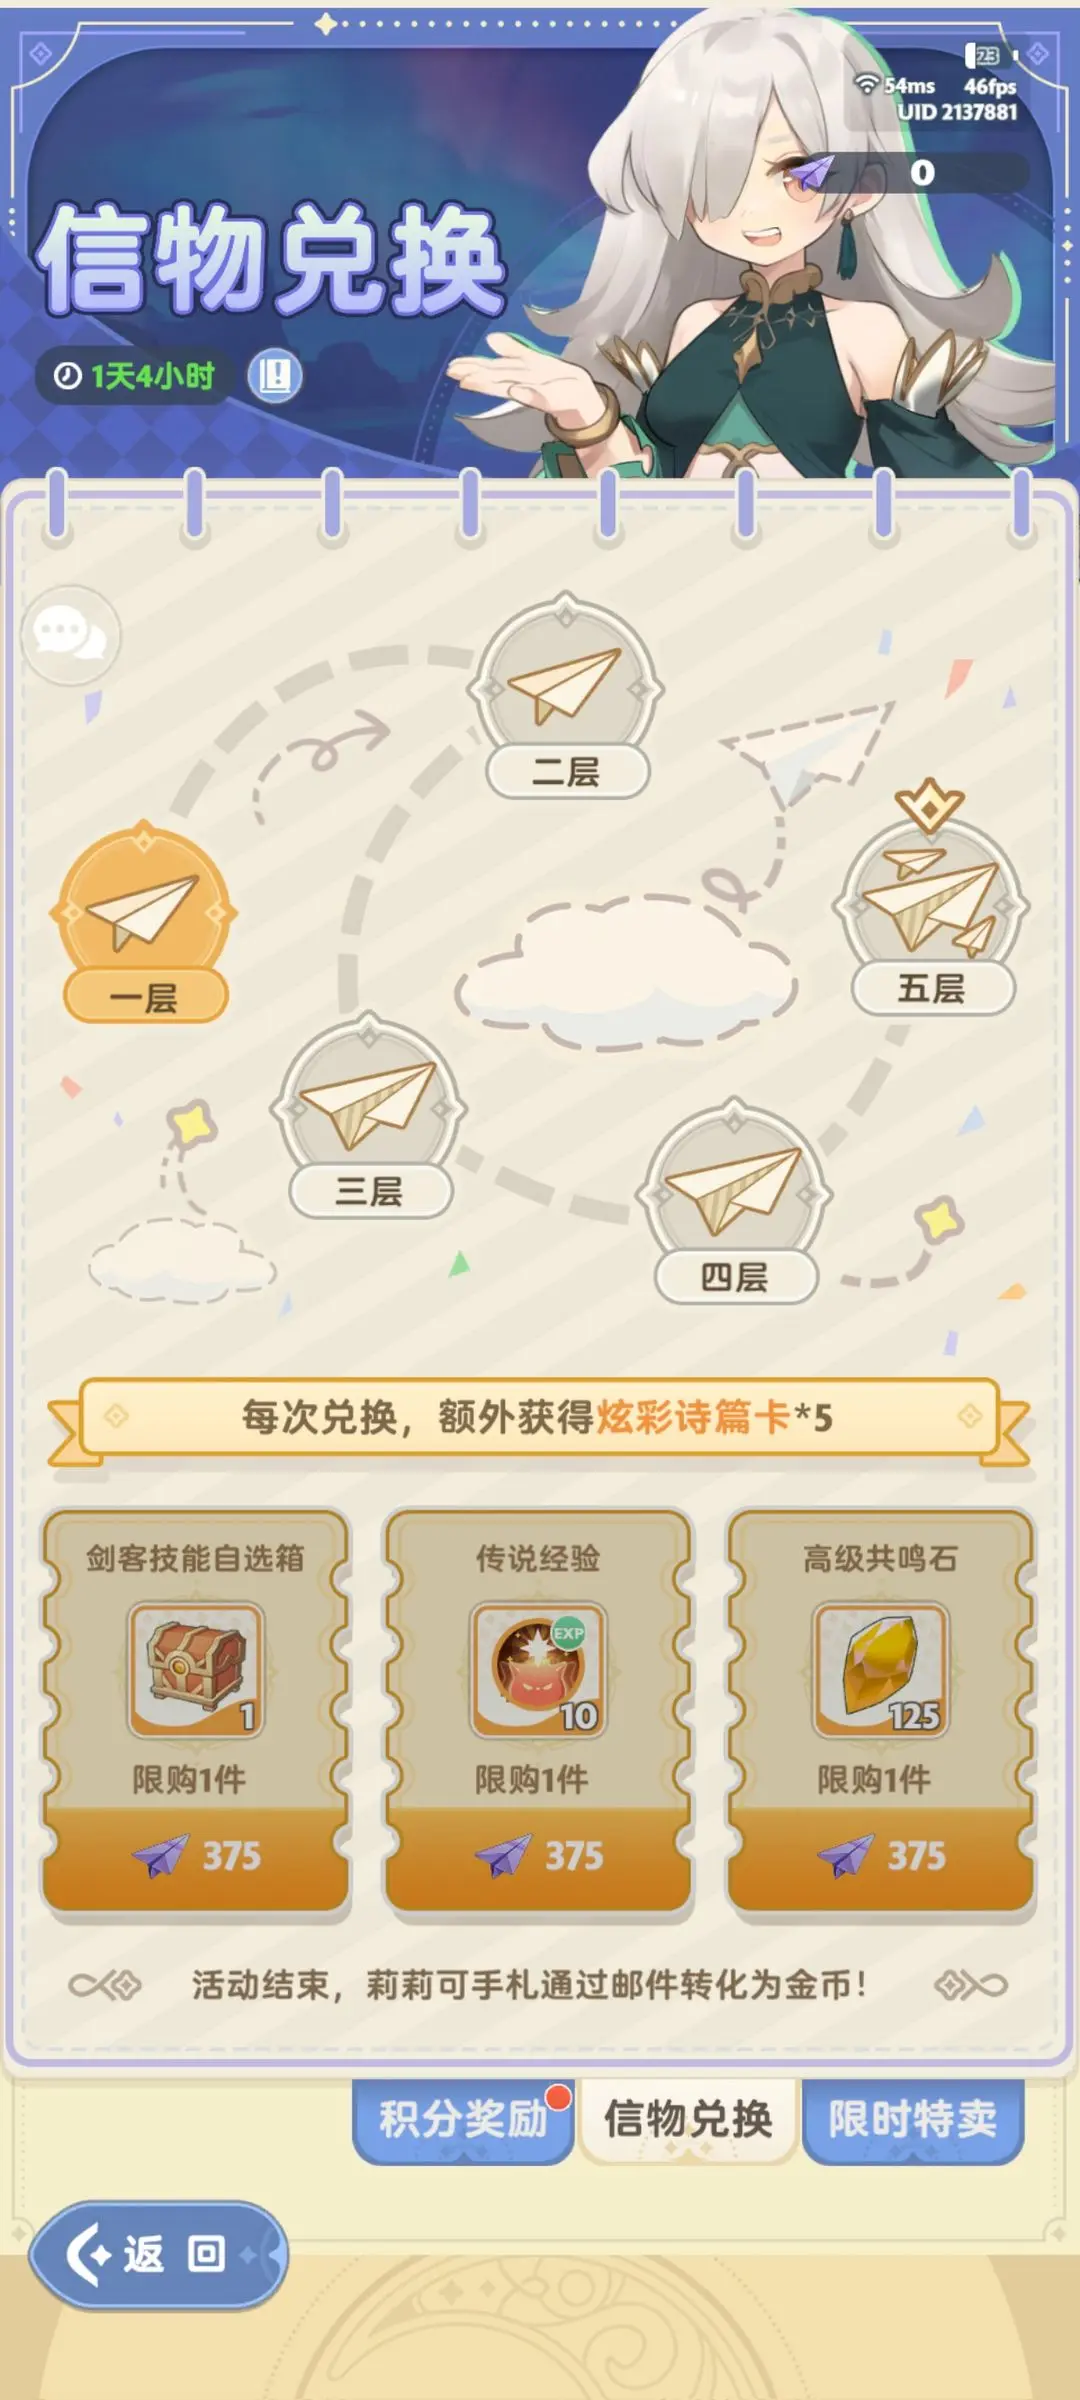 23
54ms 46fps
UID 2137881
0
信物兑换
1天4小时
二层
五层
一层
三层
四层
每次兑换，额外获得炫彩诗篇卡*5
剑客技能自选箱
1
限购1件
375
传说经验
EXP
10
限购1件
375
高级共鸣石
125
限购1件
375
活动结束，莉莉可手札通过邮件转化为金币！
积分奖励 信物兑换 限时特卖
返回